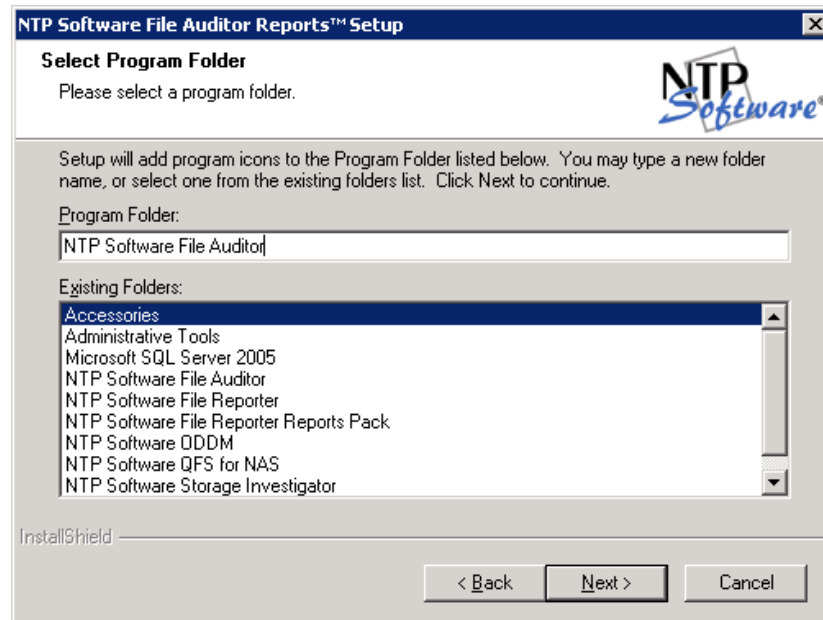 NTP Software File Auditor Reports™ Setup
Select Program Folder
Please select a program folder.
NTP
Software®
Setup will add program icons to the Program Folder listed below. You may type a new folder
name, or select one from the existing folders list. Click Next to continue.
Program Folder:
NTP Software File Auditor
Existing Folders:
Accessories
Administrative Tools
Microsoft SQL Server 2005
NTP Software File Auditor
NTP Software File Reporter
NTP Software File Reporter Reports Pack
NTP Software ODDM
NTP Software QFS for NAS
NTP Software Storage Investigator
InstallShield
< Back
Next >
Cancel